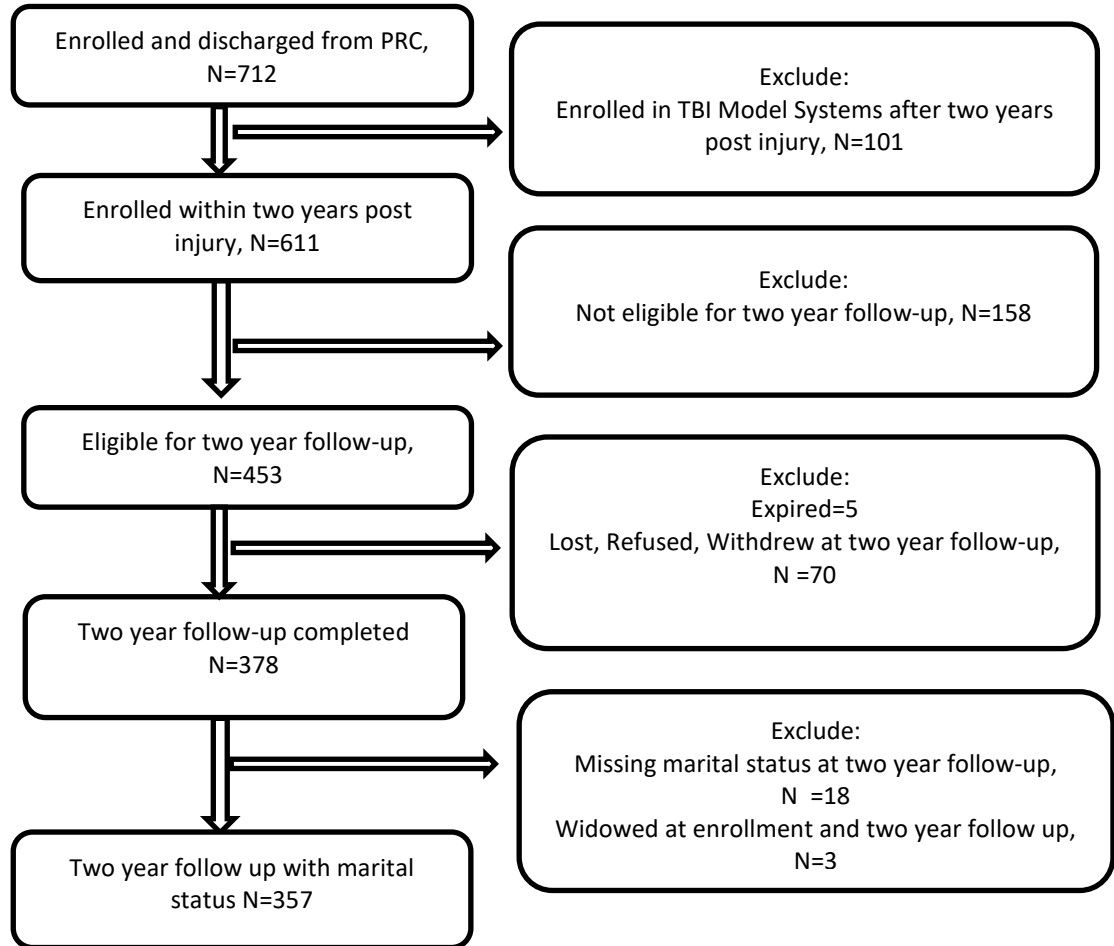 Enrolled and discharged from PRC,
N=712
Exclude:
Enrolled in TBI Model Systems after two years
post injury, N=101
Enrolled within two years post
injury, N=611
Exclude:
Not eligible for two year follow-up, N=158
Eligible for two year follow-up,
N=453
Exclude:
Expired=5
Lost, Refused, Withdrew at two year follow-up,
N =70
Two year follow-up completed
N=378
Exclude:
Missing marital status at two year follow-up,
N  =18
Widowed at enrollment and two year follow up,
N=3
Two year follow up with marital
status N=357